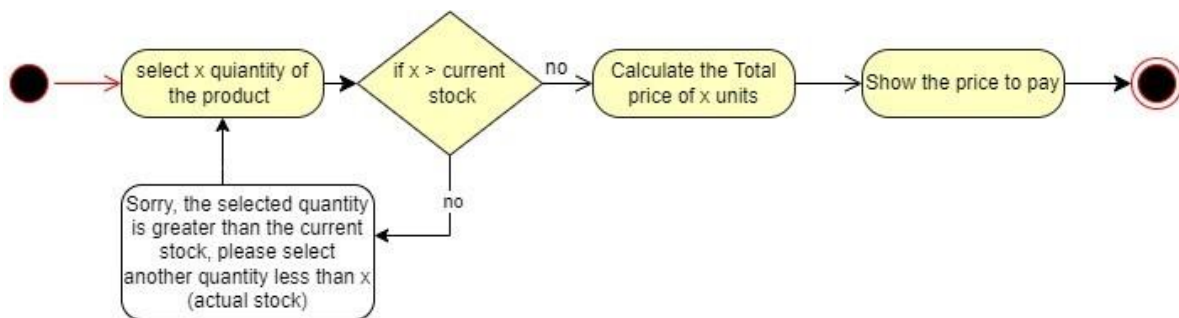 select x quiantity of
the product
if x > current
stock
no
Calculate the Total
price of x units
Show the price to pay
no
Sorry, the selected quantity
is greater than the current
stock, please select
another quantity less than x
(actual stock)